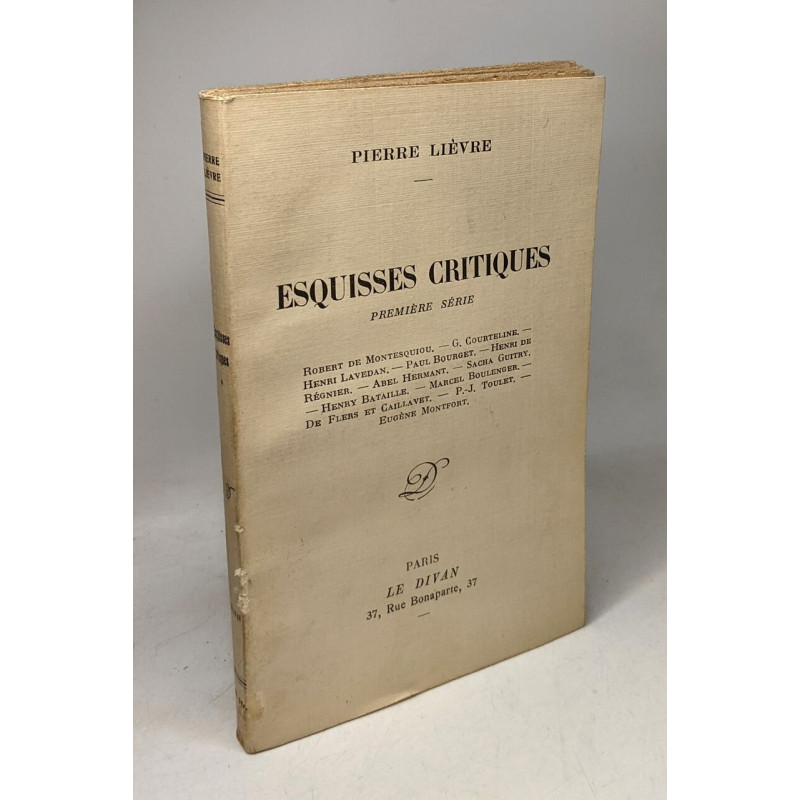 PIERRE LIÈVRE
ESQUISSES CRITIQUES
PREMIÈRE SÉRIE
ROBERT DE MONTESQUIOU. — G. COURTELINE. —
HENRI LAVEDAN. — PAUL BOURGET. — HENRI DE
RÉGNIER. — ABEL HERMANT. — SACHA GUITRY.
— HENRY BATAILLE. — MARCEL BOULENGER. —
DE FLERS ET CAILLAVET. — P.-J. TOULET. —
EUGÈNE MONTFORT.
D
PARIS
LE DIVAN
37, Rue Bonaparte, 37